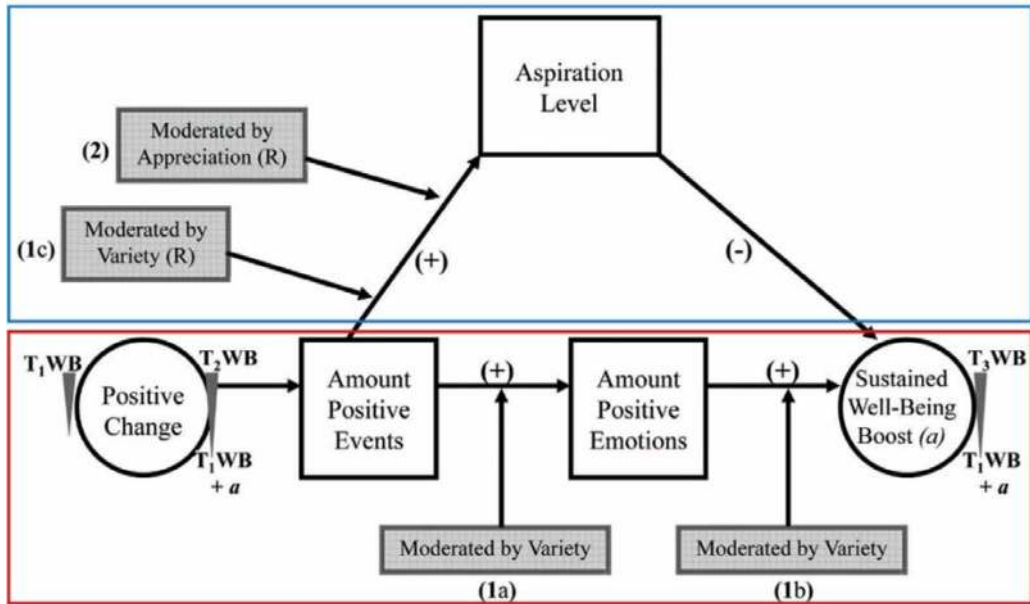 Aspiration
Level
(2)
Moderated by
Appreciation (R)
(1c)
Moderated by
Variety (R)
(+)
(-)
T₁WB
Positive
Change
T₂WB
T₁WB
+ a
Amount
Positive
Events
(+)
Amount
Positive
Emotions
(+)
Sustained
Well-Being
Boost (a)
T₃WB
T₁WB
+ a
Moderated by Variety
(1a)
Moderated by Variety
(1b)